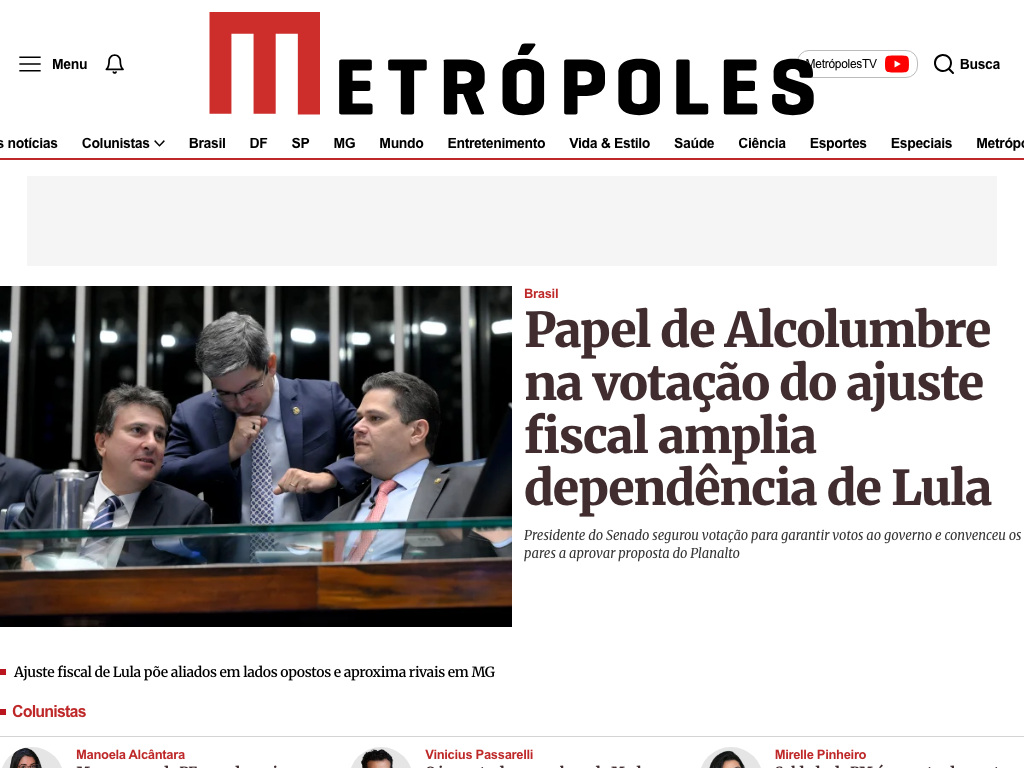 Menu
METRÓPOLES
MetrópolesTV
Busca
s notícias Colunistas Brasil DF SP MG Mundo Entretenimento Vida & Estilo Saúde Ciência Esportes Especiais Metrópo
Brasil
Papel de Alcolumbre
na votação do ajuste
fiscal amplia
dependência de Lula
Presidente do Senado segurou votação para garantir votos ao governo e convenceu os
pares a aprovar proposta do Planalto
Ajuste fiscal de Lula põe aliados em lados opostos e aproxima rivais em MG
Colunistas
Manoela Alcântara
Vinicius Passarelli
Mirelle Pinheiro